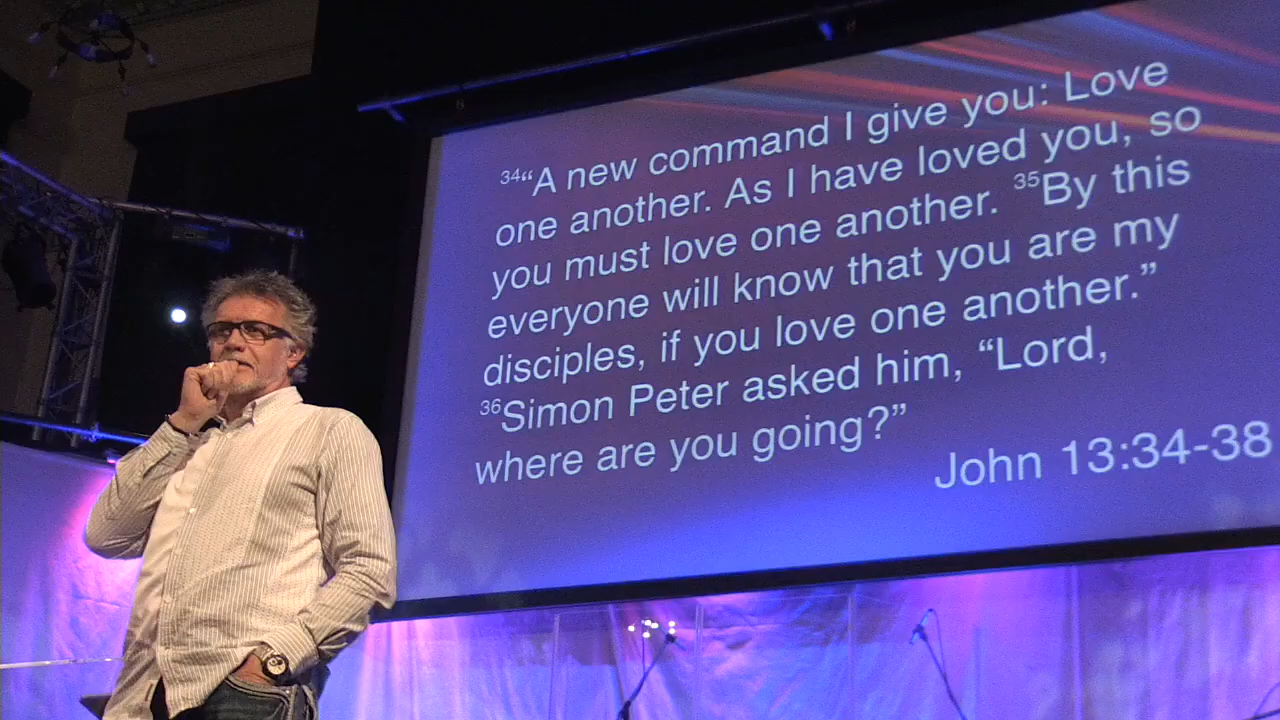 ³⁴“A new command I give you: Love
one another. As I have loved you, so
you must love one another. ³⁵By this
everyone will know that you are my
disciples, if you love one another.”
³⁶Simon Peter asked him, “Lord,
where are you going?”
John 13:34-38